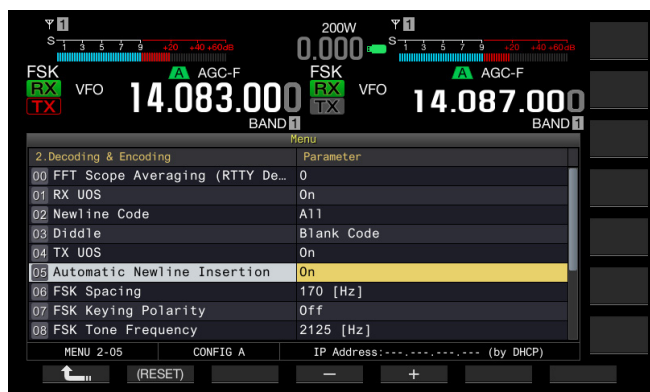 1 200W 1
S 1 3 5 7 9 +20 +40 +60dB 0.000 S 1 3 5 7 9 +20 +40 +60dB
FSK A AGC-F FSK A AGC-F
RX VFO 14.083.000 RX VFO 14.087.000
TX TX
BAND 1 BAND 1
Menu
2.Decoding & Encoding Parameter
00 FFT Scope Averaging (RTTY De… 0
01 RX UOS On
02 Newline Code All
03 Diddle Blank Code
04 TX UOS On
05 Automatic Newline Insertion On
06 FSK Spacing 170 [Hz]
07 FSK Keying Polarity Off
08 FSK Tone Frequency 2125 [Hz]
MENU 2-05 CONFIG A IP Address:---.---.---.--- (by DHCP)
(RESET) − +